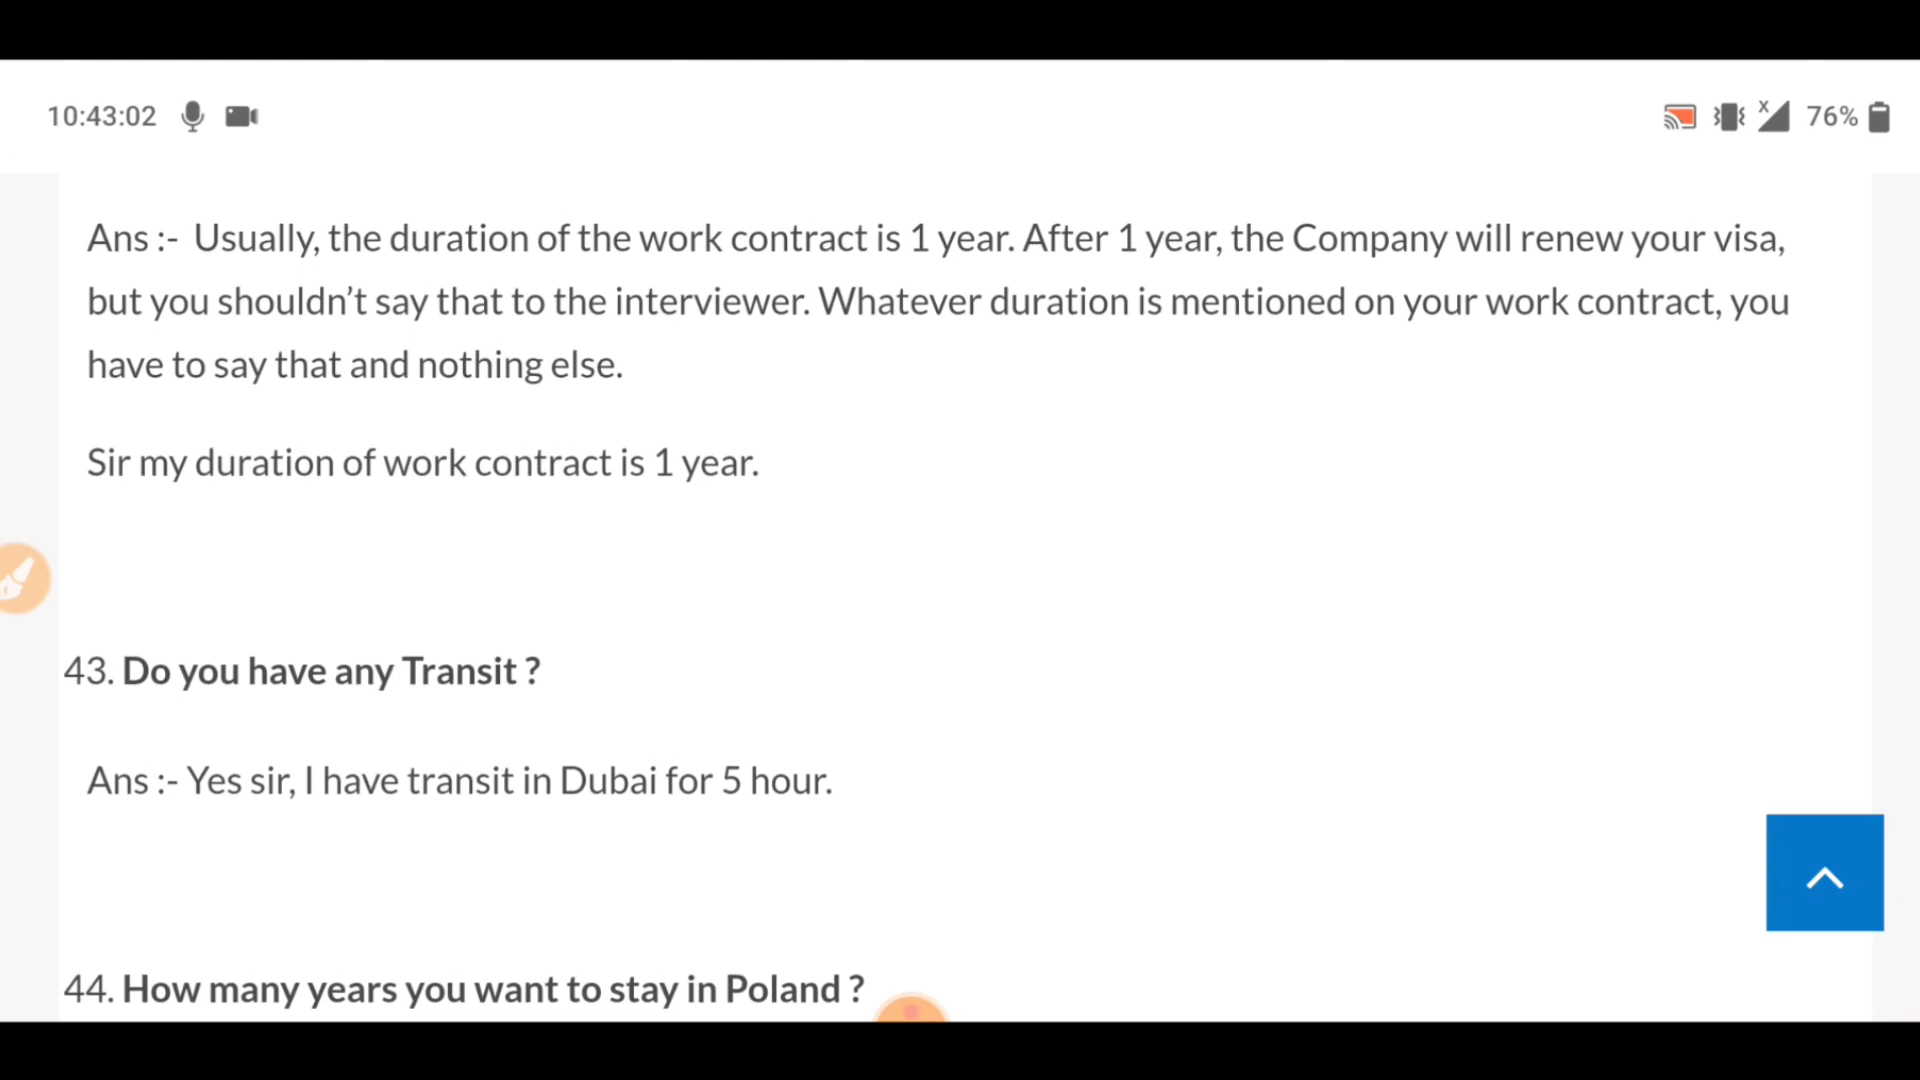 10:43:02
x 76%
Ans :- Usually, the duration of the work contract is 1 year. After 1 year, the Company will renew your visa,
but you shouldn’t say that to the interviewer. Whatever duration is mentioned on your work contract, you
have to say that and nothing else.
Sir my duration of work contract is 1 year.
43. Do you have any Transit ?
Ans :- Yes sir, I have transit in Dubai for 5 hour.
44. How many years you want to stay in Poland ?